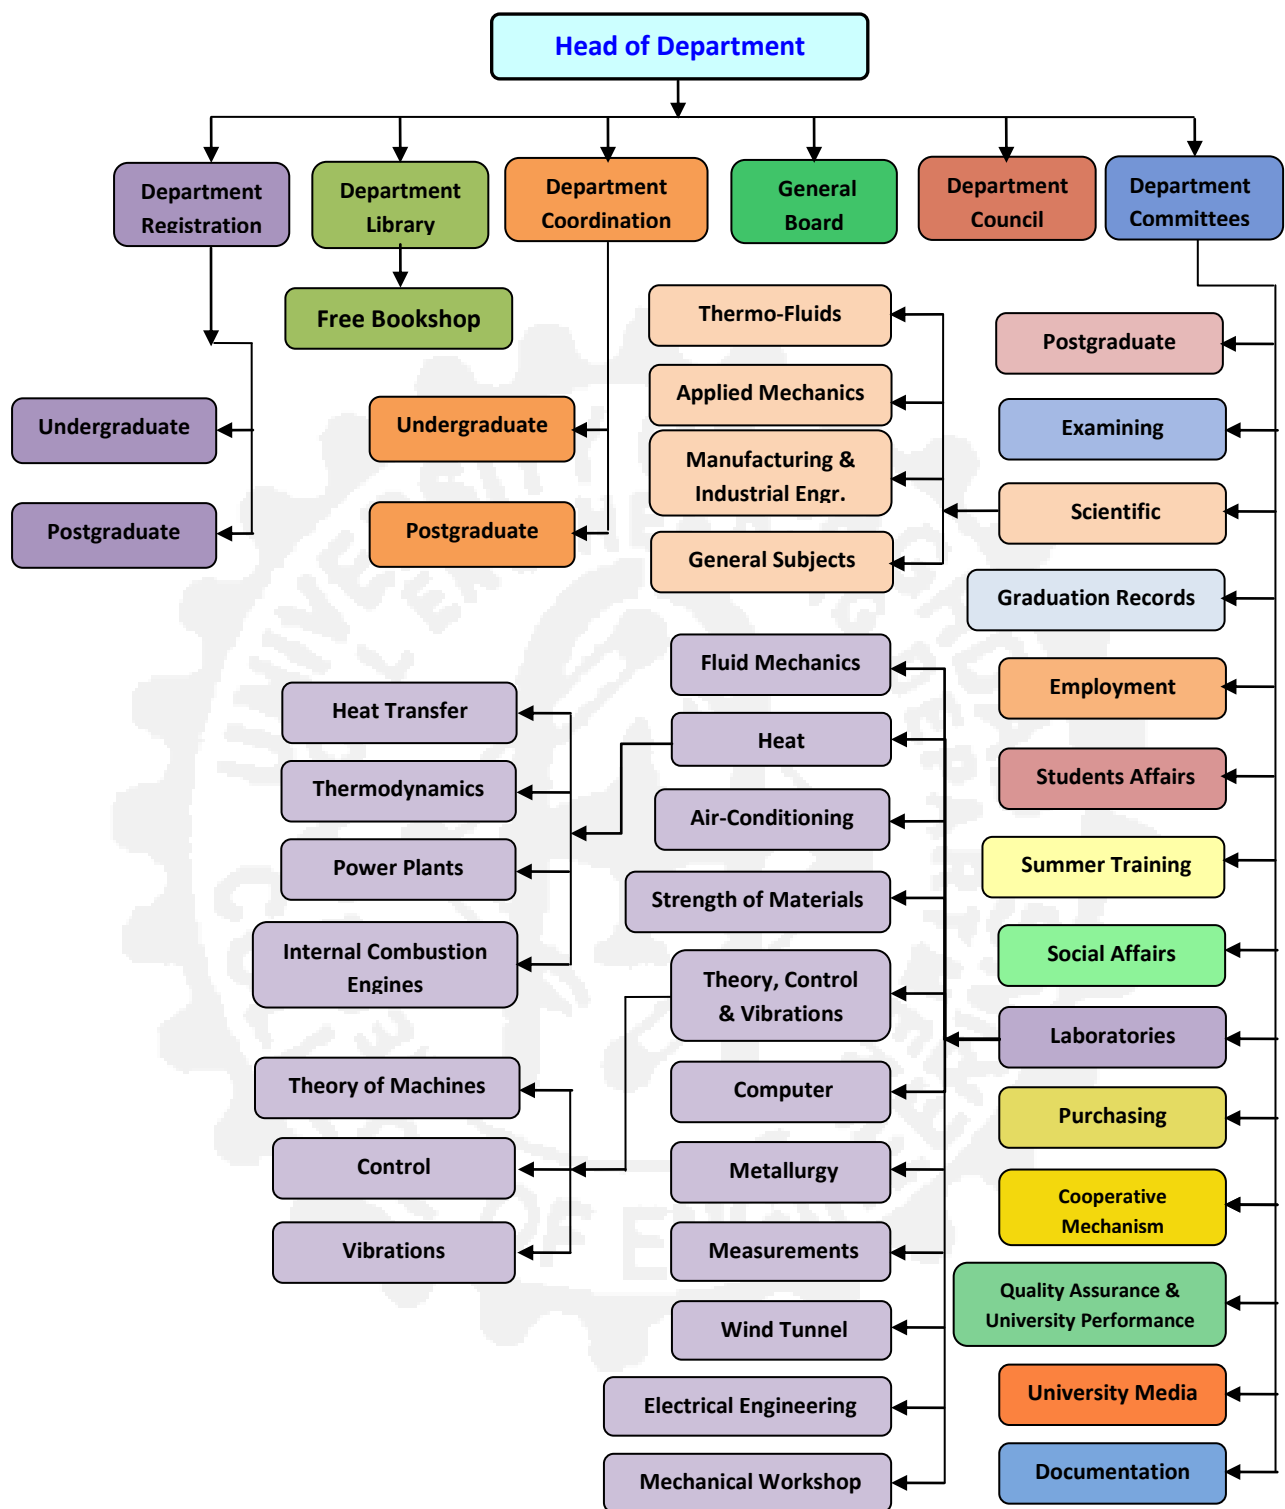 Head of Department
Department
Registration
Department
Library
Department
Coordination
General
Board
Department
Council
Department
Committees
Free Bookshop
Undergraduate
Postgraduate
Undergraduate
Postgraduate
Thermo-Fluids
Applied Mechanics
Manufacturing &
Industrial Engr.
General Subjects
Postgraduate
Examining
Scientific
Graduation Records
Employment
Students Affairs
Summer Training
Social Affairs
Laboratories
Purchasing
Cooperative
Mechanism
Quality Assurance &
University Performance
University Media
Documentation
Fluid Mechanics
Heat
Air-Conditioning
Strength of Materials
Theory, Control
& Vibrations
Computer
Metallurgy
Measurements
Wind Tunnel
Electrical Engineering
Mechanical Workshop
Heat Transfer
Thermodynamics
Power Plants
Internal Combustion
Engines
Theory of Machines
Control
Vibrations